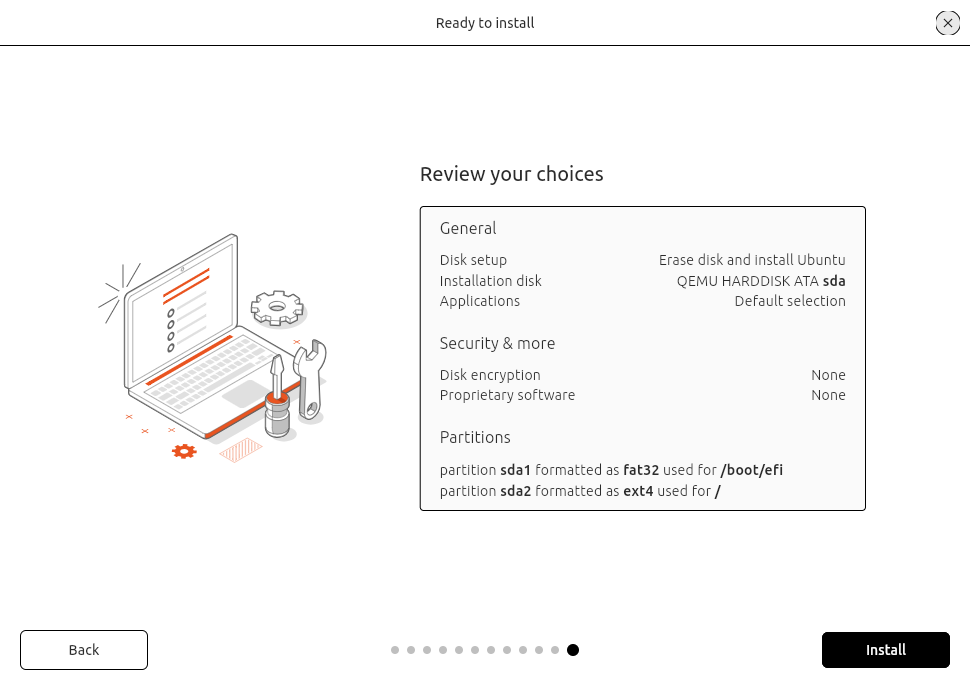 Ready to install
Review your choices
General
Disk setup Erase disk and install Ubuntu
Installation disk QEMU HARDDISK ATA sda
Applications Default selection
Security & more
Disk encryption None
Proprietary software None
Partitions
partition sda1 formatted as fat32 used for /boot/efi
partition sda2 formatted as ext4 used for /
Back Install